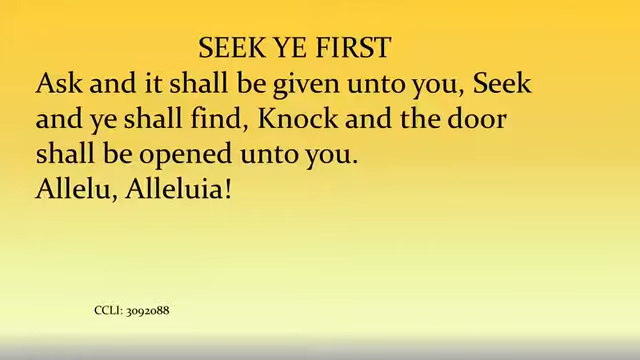 SEEK YE FIRST
Ask and it shall be given unto you, Seek
and ye shall find, Knock and the door
shall be opened unto you.
Allelu, Alleluia!
CCLI: 3092088